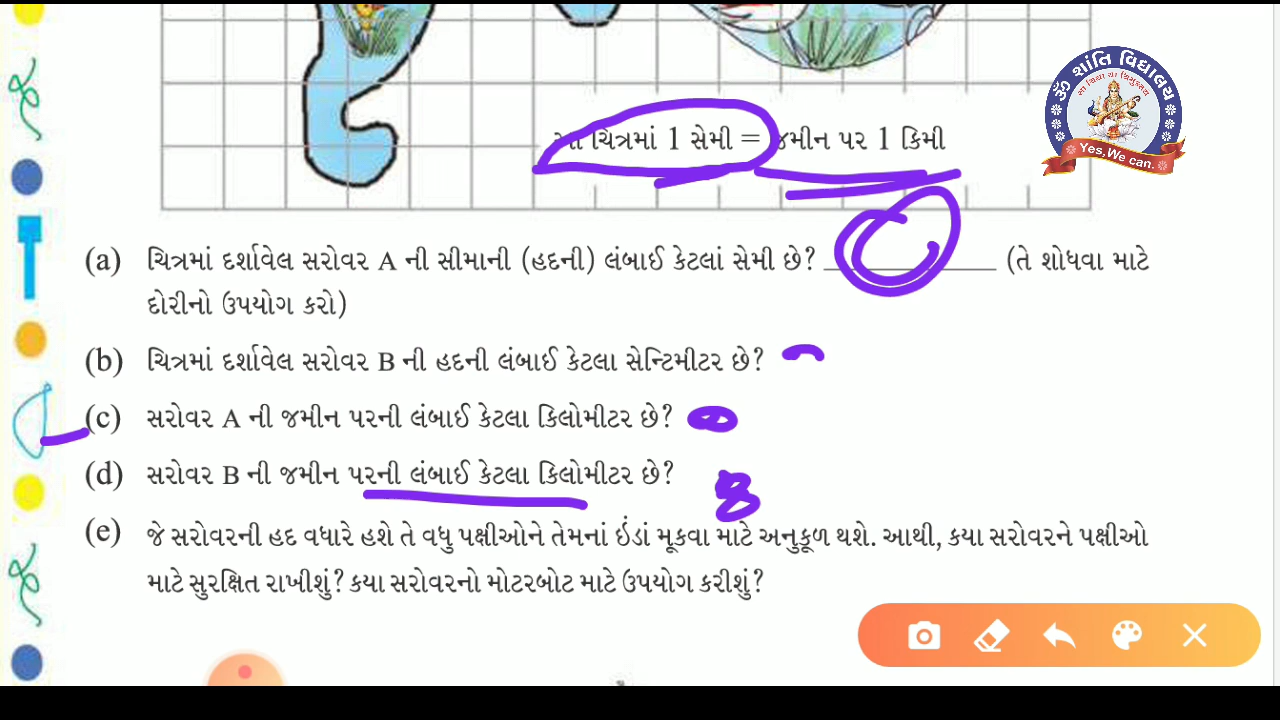 ૐ શાંતિ વિદ્યાલય
Yes, We can.
ચિત્રમાં 1 સેમી = જમીન પર 1 કિમી
(a) ચિત્રમાં દર્શાવેલ સરોવર A ની સીમાની (હદની) લંબાઈ કેટલાં સેમી છે? ____________ (તે શોધવા માટે
દોરીનો ઉપયોગ કરો)
(b) ચિત્રમાં દર્શાવેલ સરોવર B ની હદની લંબાઈ કેટલા સેન્ટિમીટર છે?
(c) સરોવર A ની જમીન પરની લંબાઈ કેટલા કિલોમીટર છે?
(d) સરોવર B ની જમીન પરની લંબાઈ કેટલા કિલોમીટર છે?
(e) જે સરોવરની હદ વધારે હશે તે વધુ પક્ષીઓને તેમનાં ઇંડાં મૂકવા માટે અનુકૂળ થશે. આથી, કયા સરોવરને પક્ષીઓ
માટે સુરક્ષિત રાખીશું? કયા સરોવરનો મોટરબોટ માટે ઉપયોગ કરીશું?